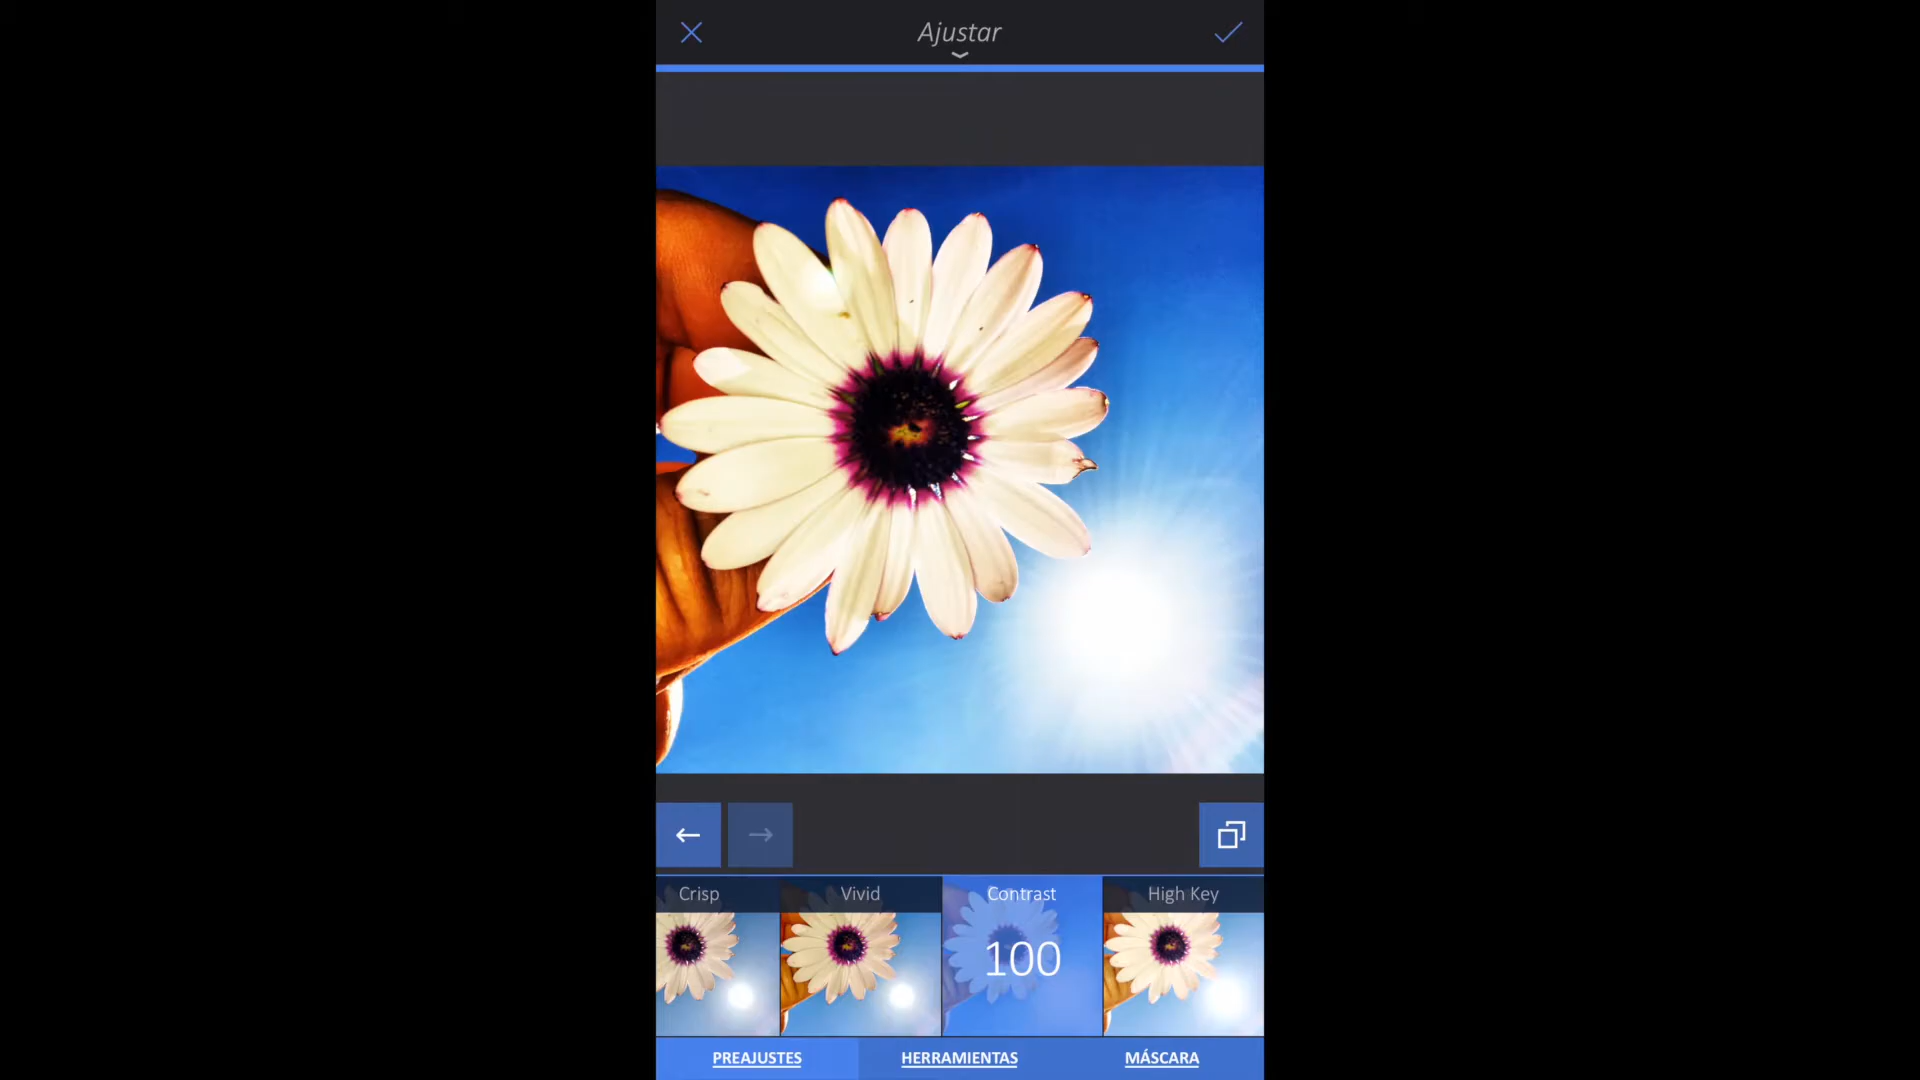 Ajustar
Crisp
Vivid
Contrast
High Key
100
PREAJUSTES
HERRAMIENTAS
MÁSCARA